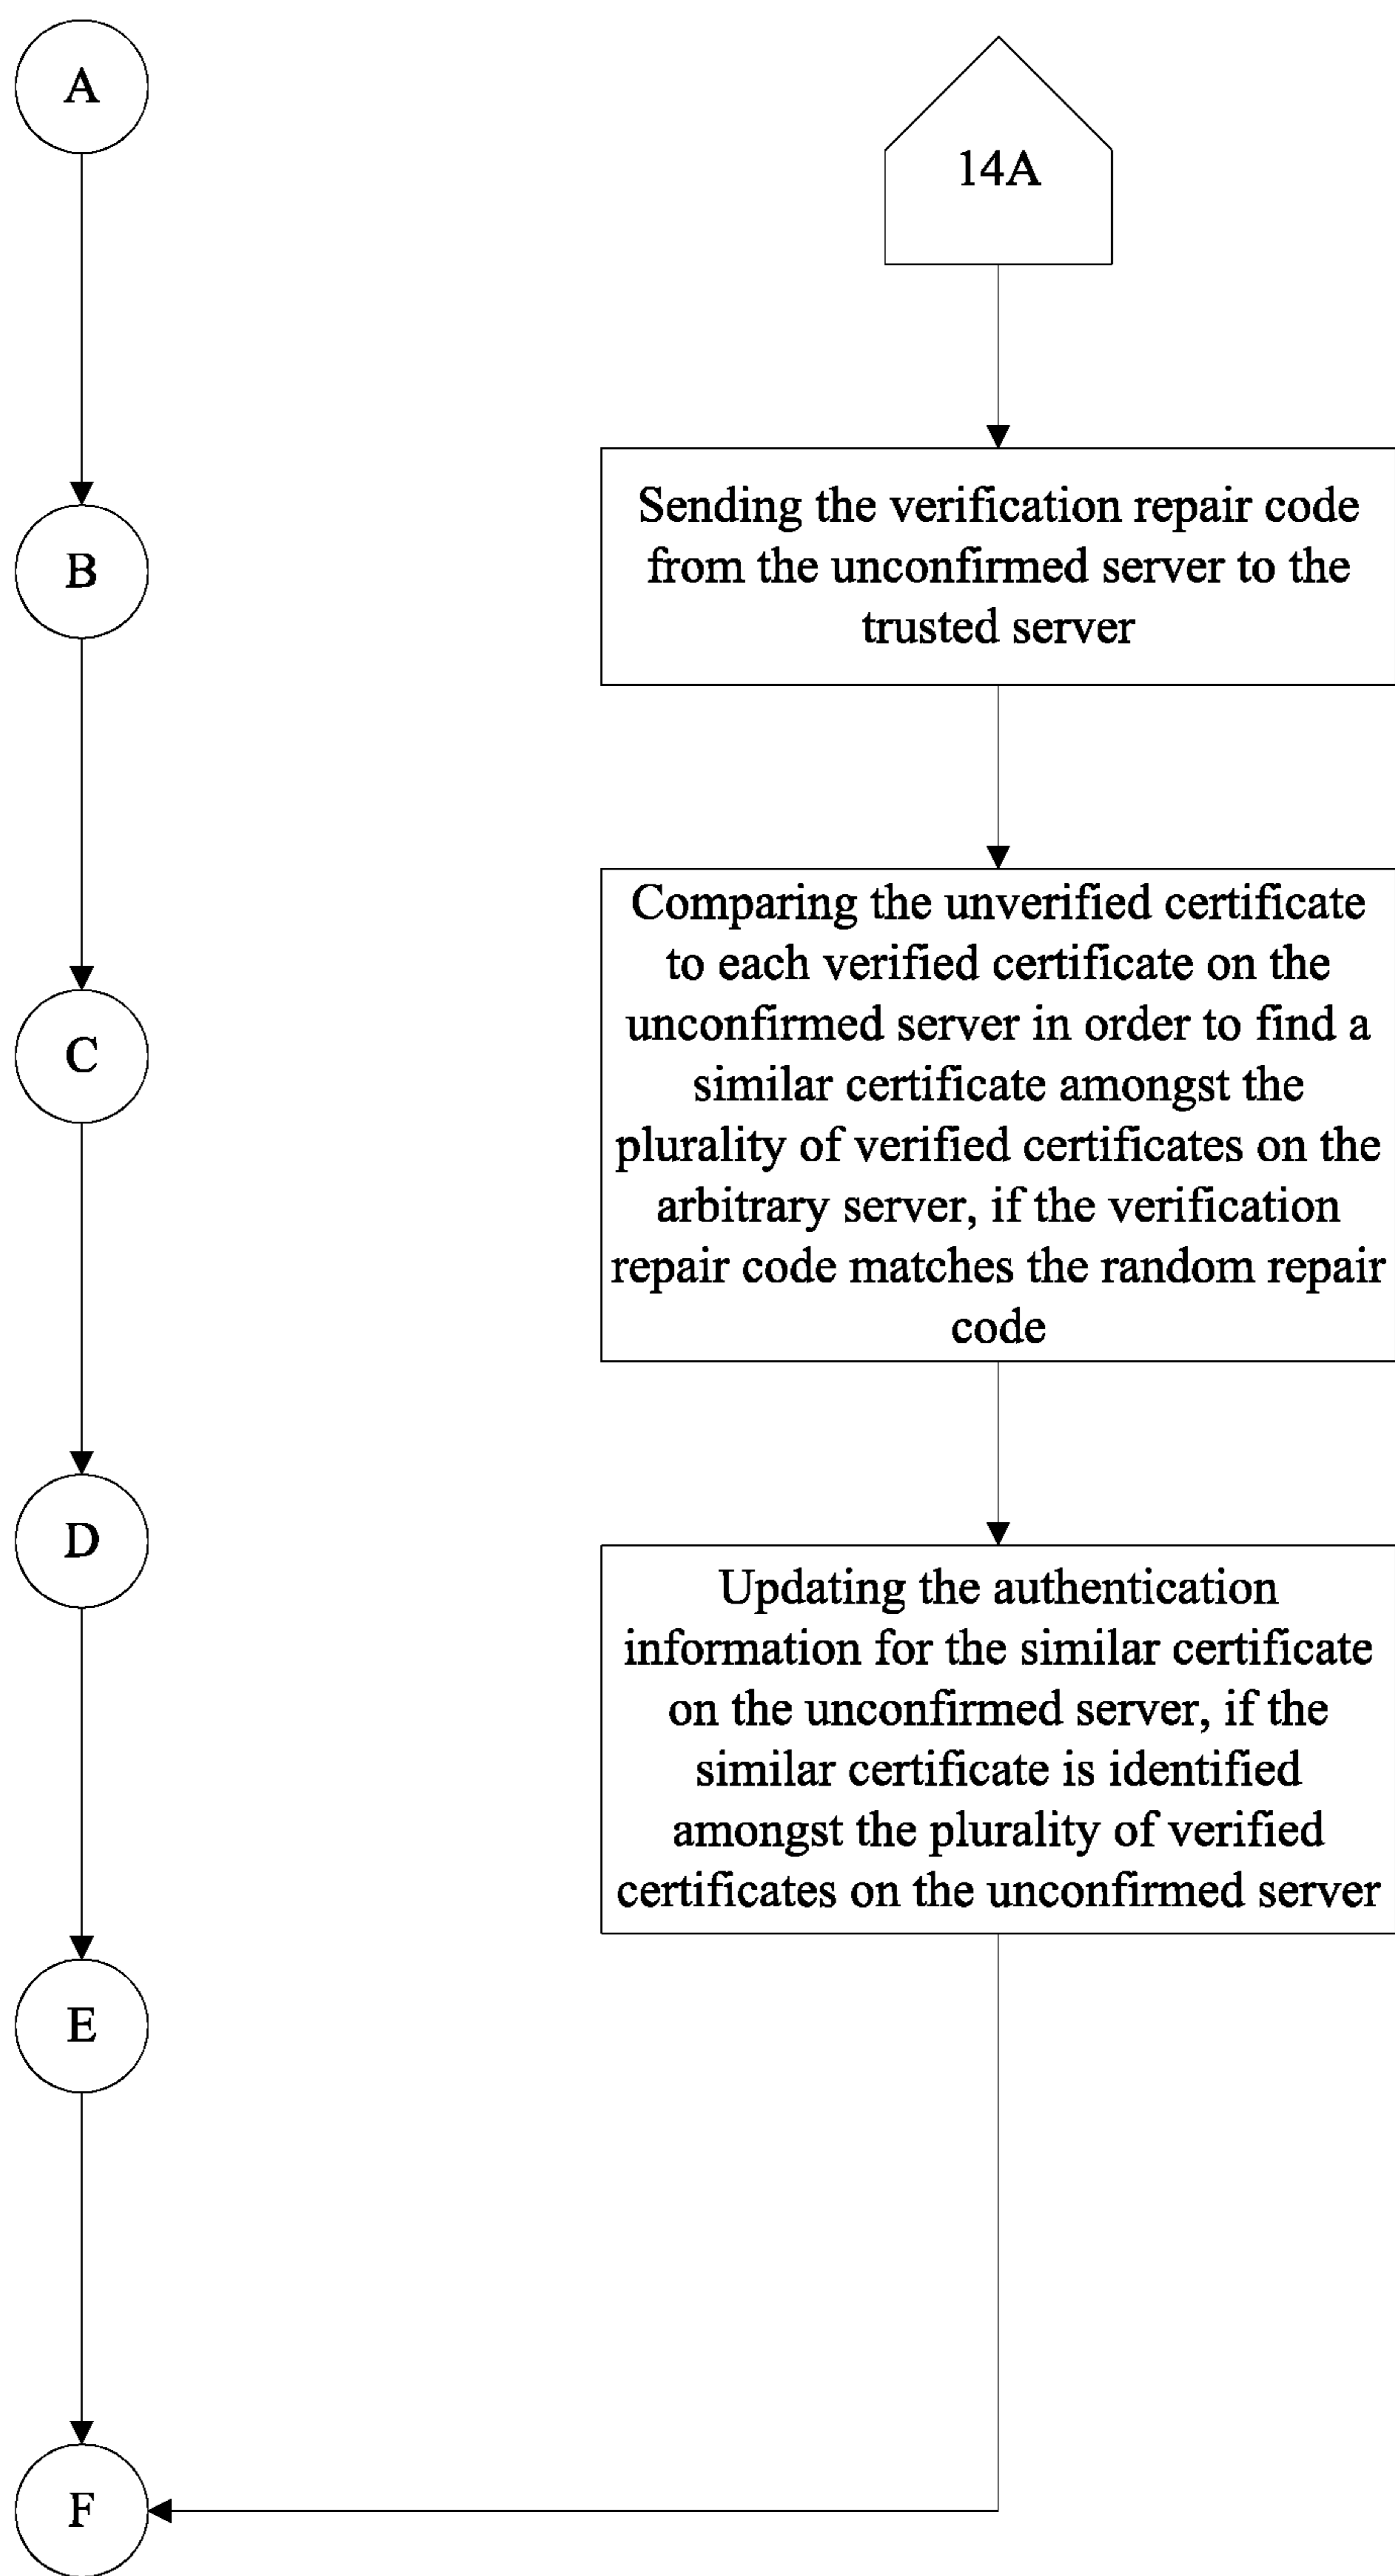 A
B
C
D
E
F
14A
Sending the verification repair code
from the unconfirmed server to the
trusted server
Comparing the unverified certificate
to each verified certificate on the
unconfirmed server in order to find a
similar certificate amongst the
plurality of verified certificates on the
arbitrary server, if the verification
repair code matches the random repair
code
Updating the authentication
information for the similar certificate
on the unconfirmed server, if the
similar certificate is identified
amongst the plurality of verified
certificates on the unconfirmed server